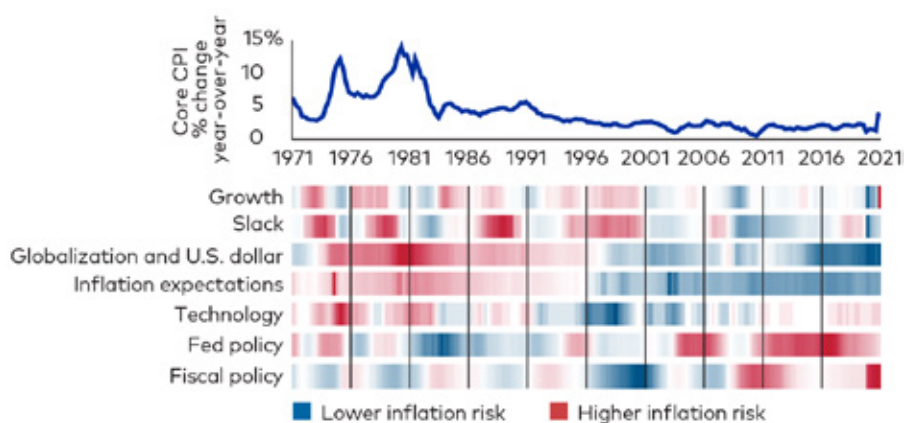 Core CPI
% change
year-over-year
15%
10
5
0
1971 1976 1981 1986 1991 1996 2001 2006 2011 2016 2021
Growth
Slack
Globalization and U.S. dollar
Inflation expectations
Technology
Fed policy
Fiscal policy
Lower inflation risk Higher inflation risk